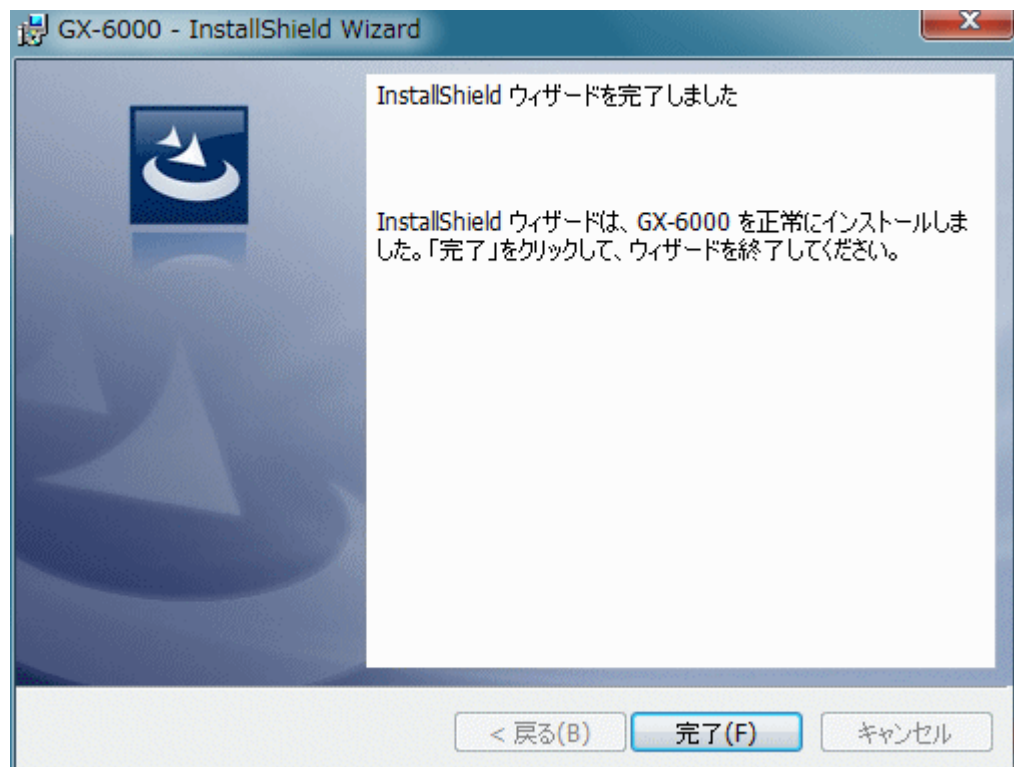 GX-6000 - InstallShield Wizard
X
InstallShield ウィザードを完了しました
InstallShield ウィザードは、GX-6000 を正常にインストールしま
した。「完了」をクリックして、ウィザードを終了してください。
< 戻る(B)
完了(F)
キャンセル